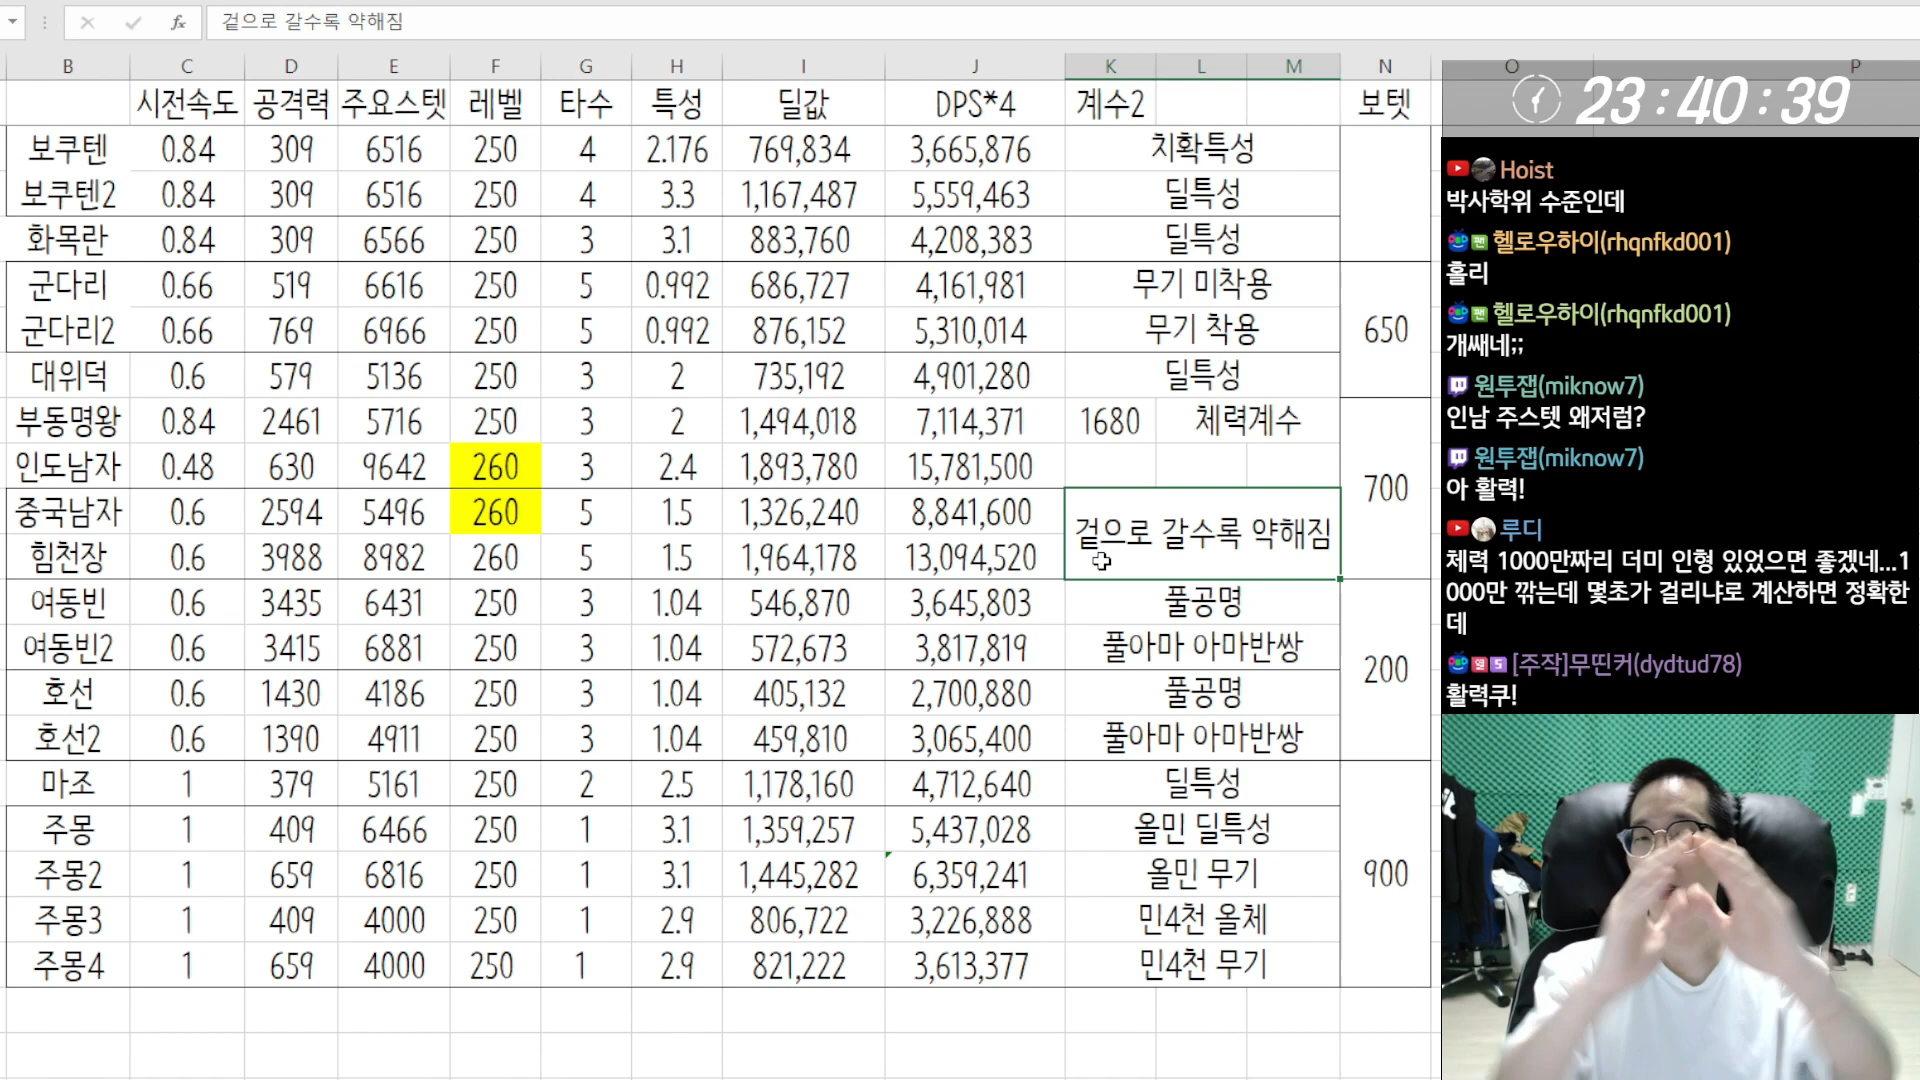 겉으로 갈수록 약해짐
B C D E F G H I J K L M N O P
시전속도 공격력 주요스텟 레벨 타수 특성 딜값 DPS*4 계수2 보텟
보쿠텐 0.84 309 6516 250 4 2.176 769,834 3,665,876 치확특성
보쿠텐2 0.84 309 6516 250 4 3.3 1,167,487 5,559,463 딜특성
화목란 0.84 309 6566 250 3 3.1 883,760 4,208,383 딜특성
군다리 0.66 519 6616 250 5 0.992 686,727 4,161,981 무기 미착용
군다리2 0.66 769 6966 250 5 0.992 876,152 5,310,014 무기 착용 650
대위덕 0.6 579 5136 250 3 2 735,192 4,901,280 딜특성
부동명왕 0.84 2461 5716 250 3 2 1,494,018 7,114,371 1680 체력계수
인도남자 0.48 630 9642 260 3 2.4 1,893,780 15,781,500 700
중국남자 0.6 2594 5496 260 5 1.5 1,326,240 8,841,600 겉으로 갈수록 약해짐
힘천장 0.6 3988 8982 260 5 1.5 1,964,178 13,094,520
여동빈 0.6 3435 6431 250 3 1.04 546,870 3,645,803 풀공명
여동빈2 0.6 3415 6881 250 3 1.04 572,673 3,817,819 풀아마 아마반쌍 200
호선 0.6 1430 4186 250 3 1.04 405,132 2,700,880 풀공명
호선2 0.6 1390 4911 250 3 1.04 459,810 3,065,400 풀아마 아마반쌍
마조 1 379 5161 250 2 2.5 1,178,160 4,712,640 딜특성
주몽 1 409 6466 250 1 3.1 1,359,257 5,437,028 올민 딜특성
주몽2 1 659 6816 250 1 3.1 1,445,282 6,359,241 올민 무기 900
주몽3 1 409 4000 250 1 2.9 806,722 3,226,888 민4천 올체
주몽4 1 659 4000 250 1 2.9 821,222 3,613,377 민4천 무기
23:40:39
Hoist
박사학위 수준인데
팬 헬로우하이(rhqnfkd001)
홀리
팬 헬로우하이(rhqnfkd001)
개쌔네;;
원투잽(miknow7)
인남 주스텟 왜저럼?
원투잽(miknow7)
아 활력!
루디
체력 1000만짜리 더미 인형 있었으면 좋겠네...1
000만 깎는데 몇초가 걸리냐로 계산하면 정확한
데
열 S [주작]무띤커(dydtud78)
활력쿠!